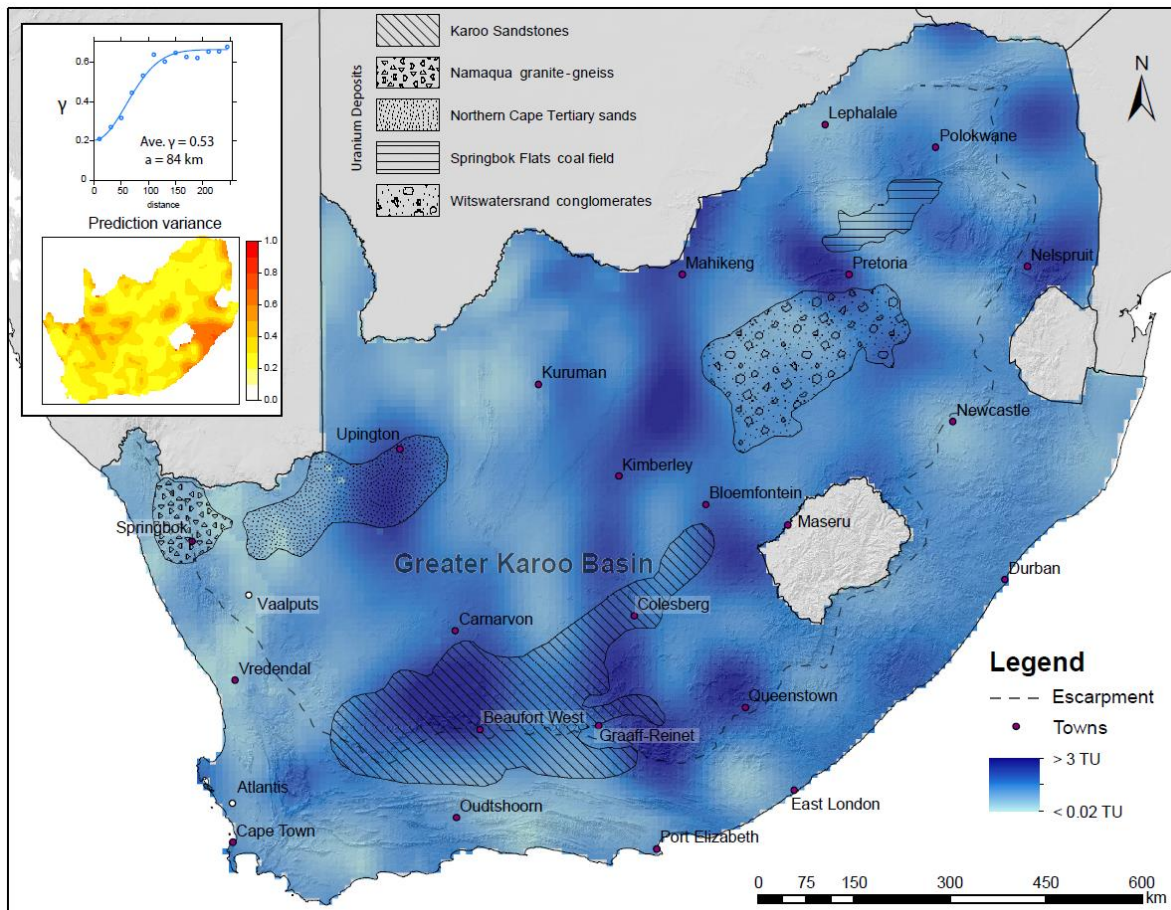 0.6
0.4
0.2
0
γ
Ave. γ = 0.53
a = 84 km
0 50 100 150 200
distance
Prediction variance
1.0
0.8
0.6
0.4
0.2
0.0
Uranium Deposits
Karoo Sandstones
Namaqua granite-gneiss
Northern Cape Tertiary sands
Springbok Flats coal field
Witswatersrand conglomerates
N
Lephalale
Polokwane
Mahikeng
Pretoria
Nelspruit
Kuruman
Newcastle
Upington
Kimberley
Bloemfontein
Maseru
Springbok
Greater Karoo Basin
Durban
Vaalputs
Colesberg
Carnarvon
Vredendal
Queenstown
Beaufort West
Graaff-Reinet
Atlantis
Oudtshoorn
East London
Cape Town
Port Elizabeth
Legend
Escarpment
Towns
> 3 TU
< 0.02 TU
0 75 150 300 450 600
km